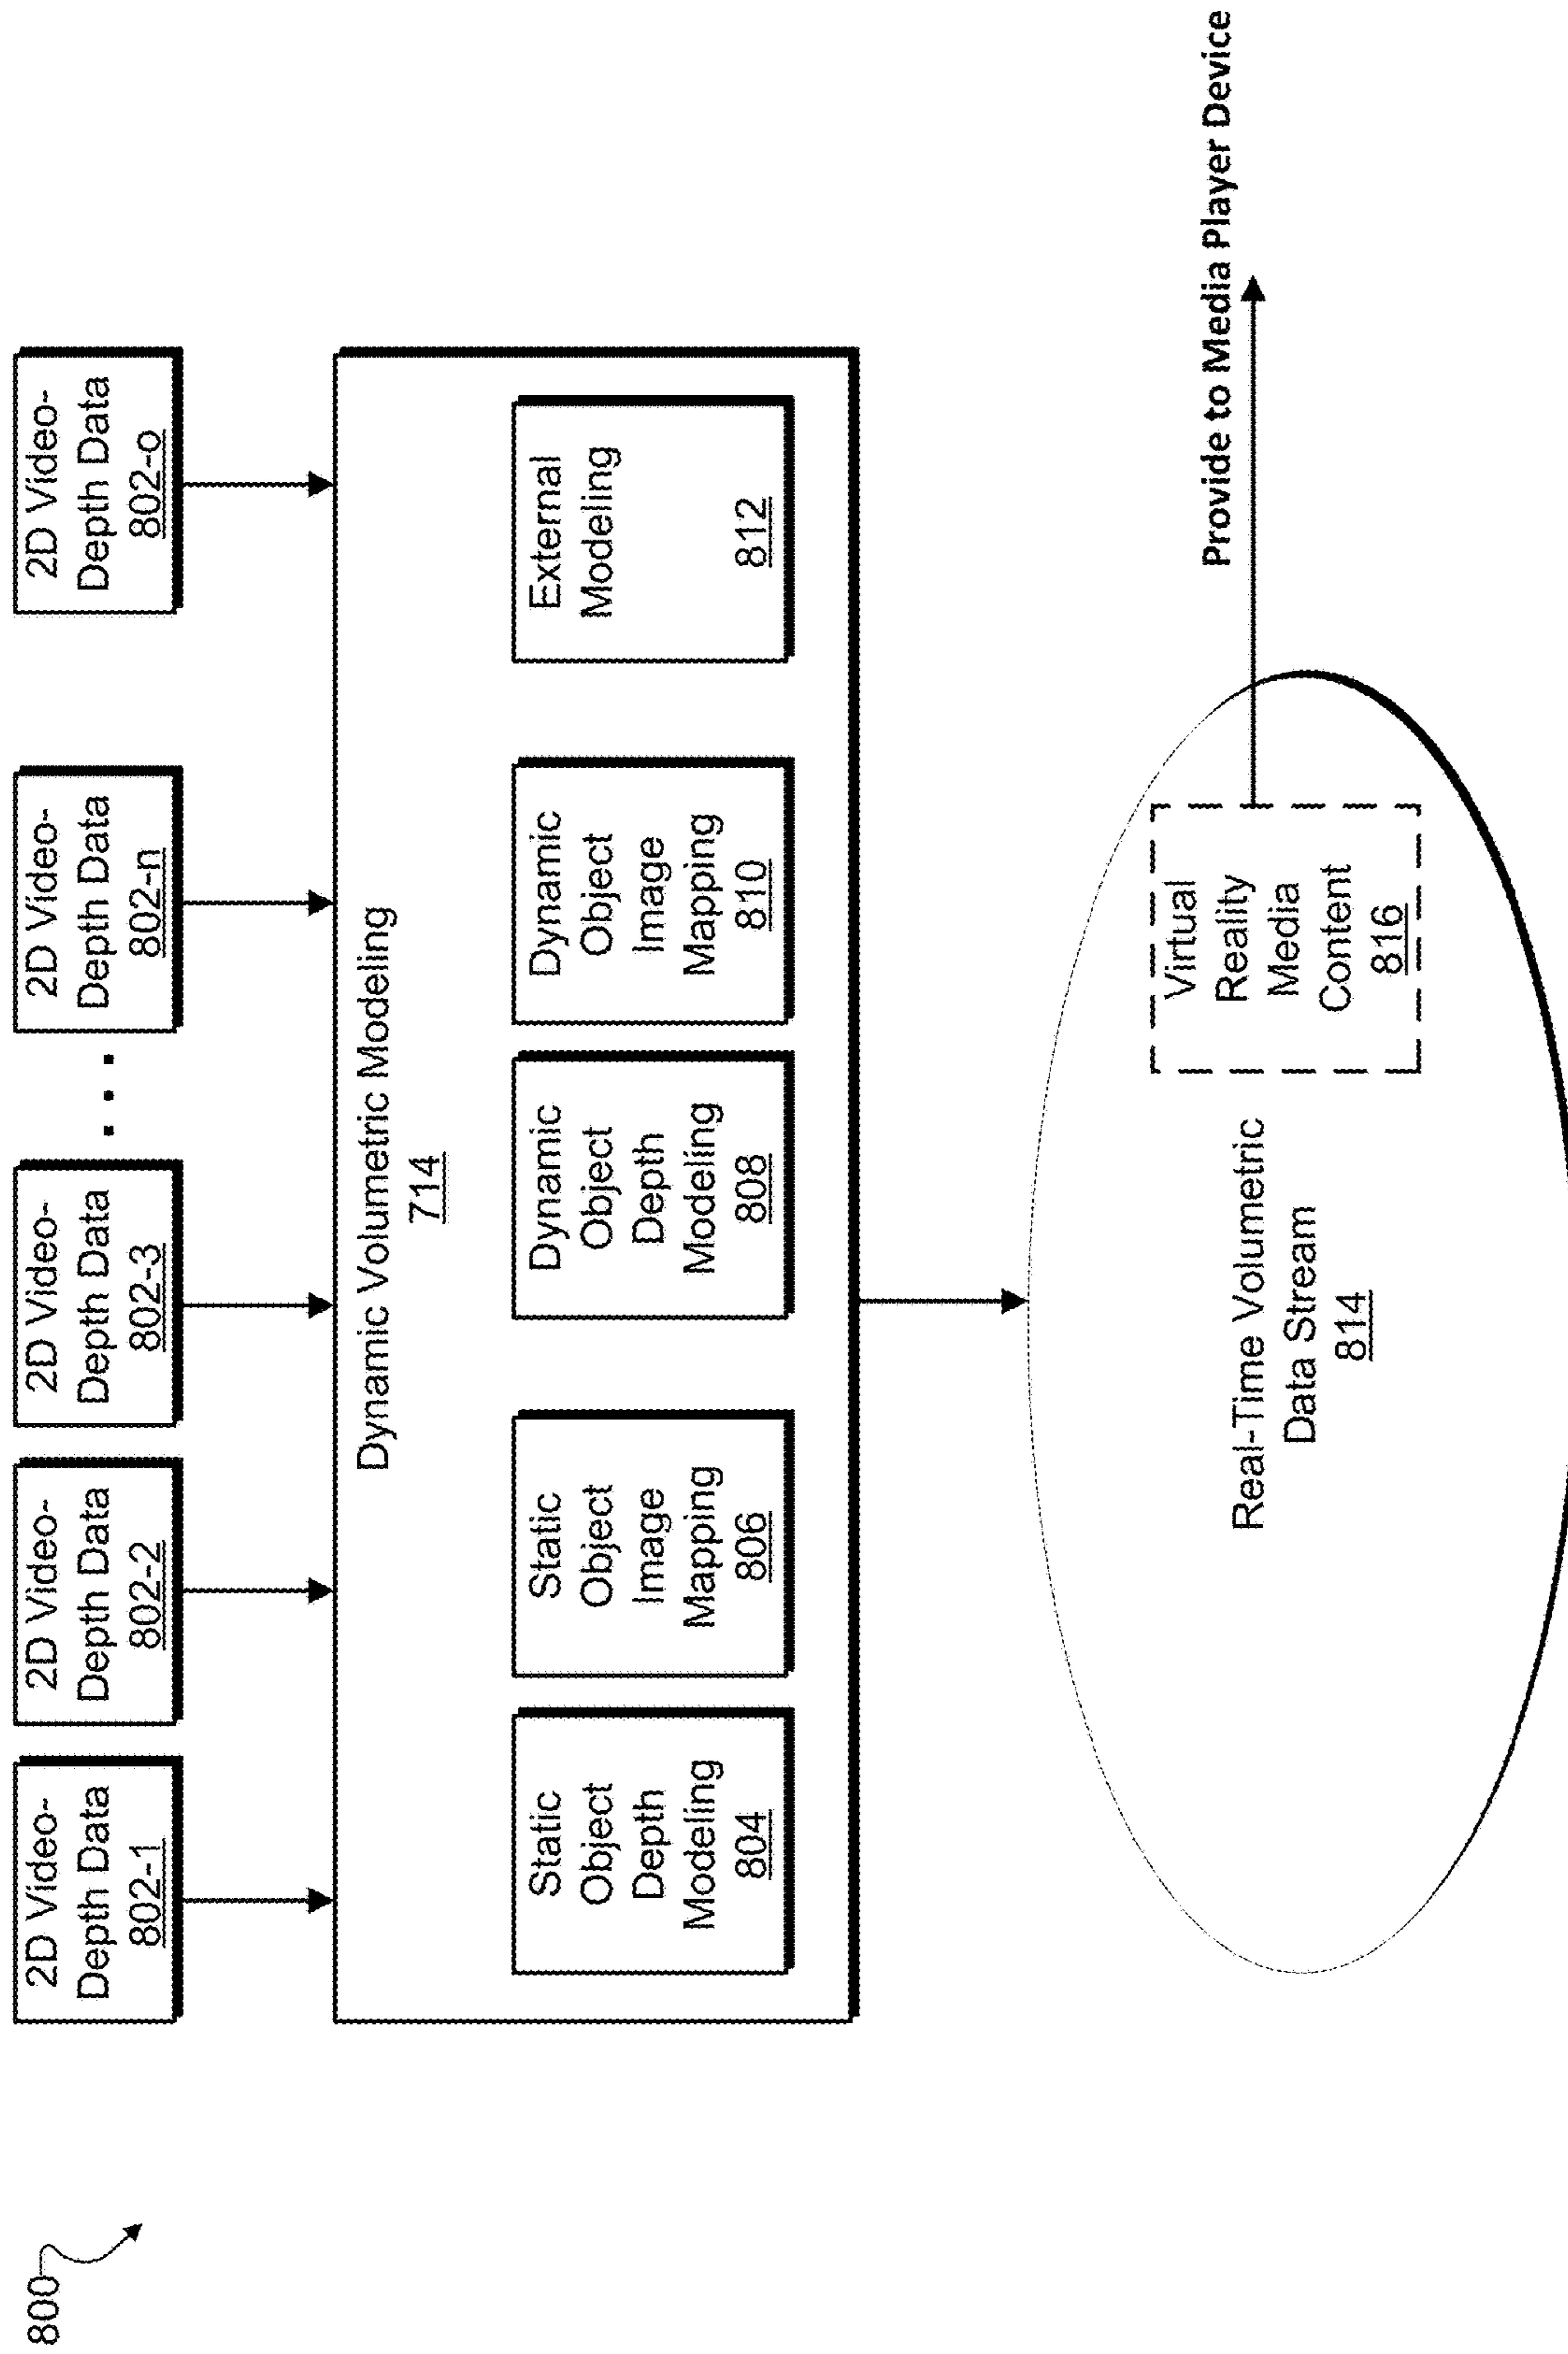 800
2D Video-
Depth Data
802-1
2D Video-
Depth Data
802-2
2D Video-
Depth Data
802-3
• • •
2D Video-
Depth Data
802-n
2D Video-
Depth Data
802-o
Dynamic Volumetric Modeling
714
Static
Object
Depth
Modeling
804
Static
Object
Image
Mapping
806
Dynamic
Object
Depth
Modeling
808
Dynamic
Object
Image
Mapping
810
External
Modeling
812
Real-Time Volumetric
Data Stream
814
Virtual
Reality
Media
Content
816
Provide to Media Player Device